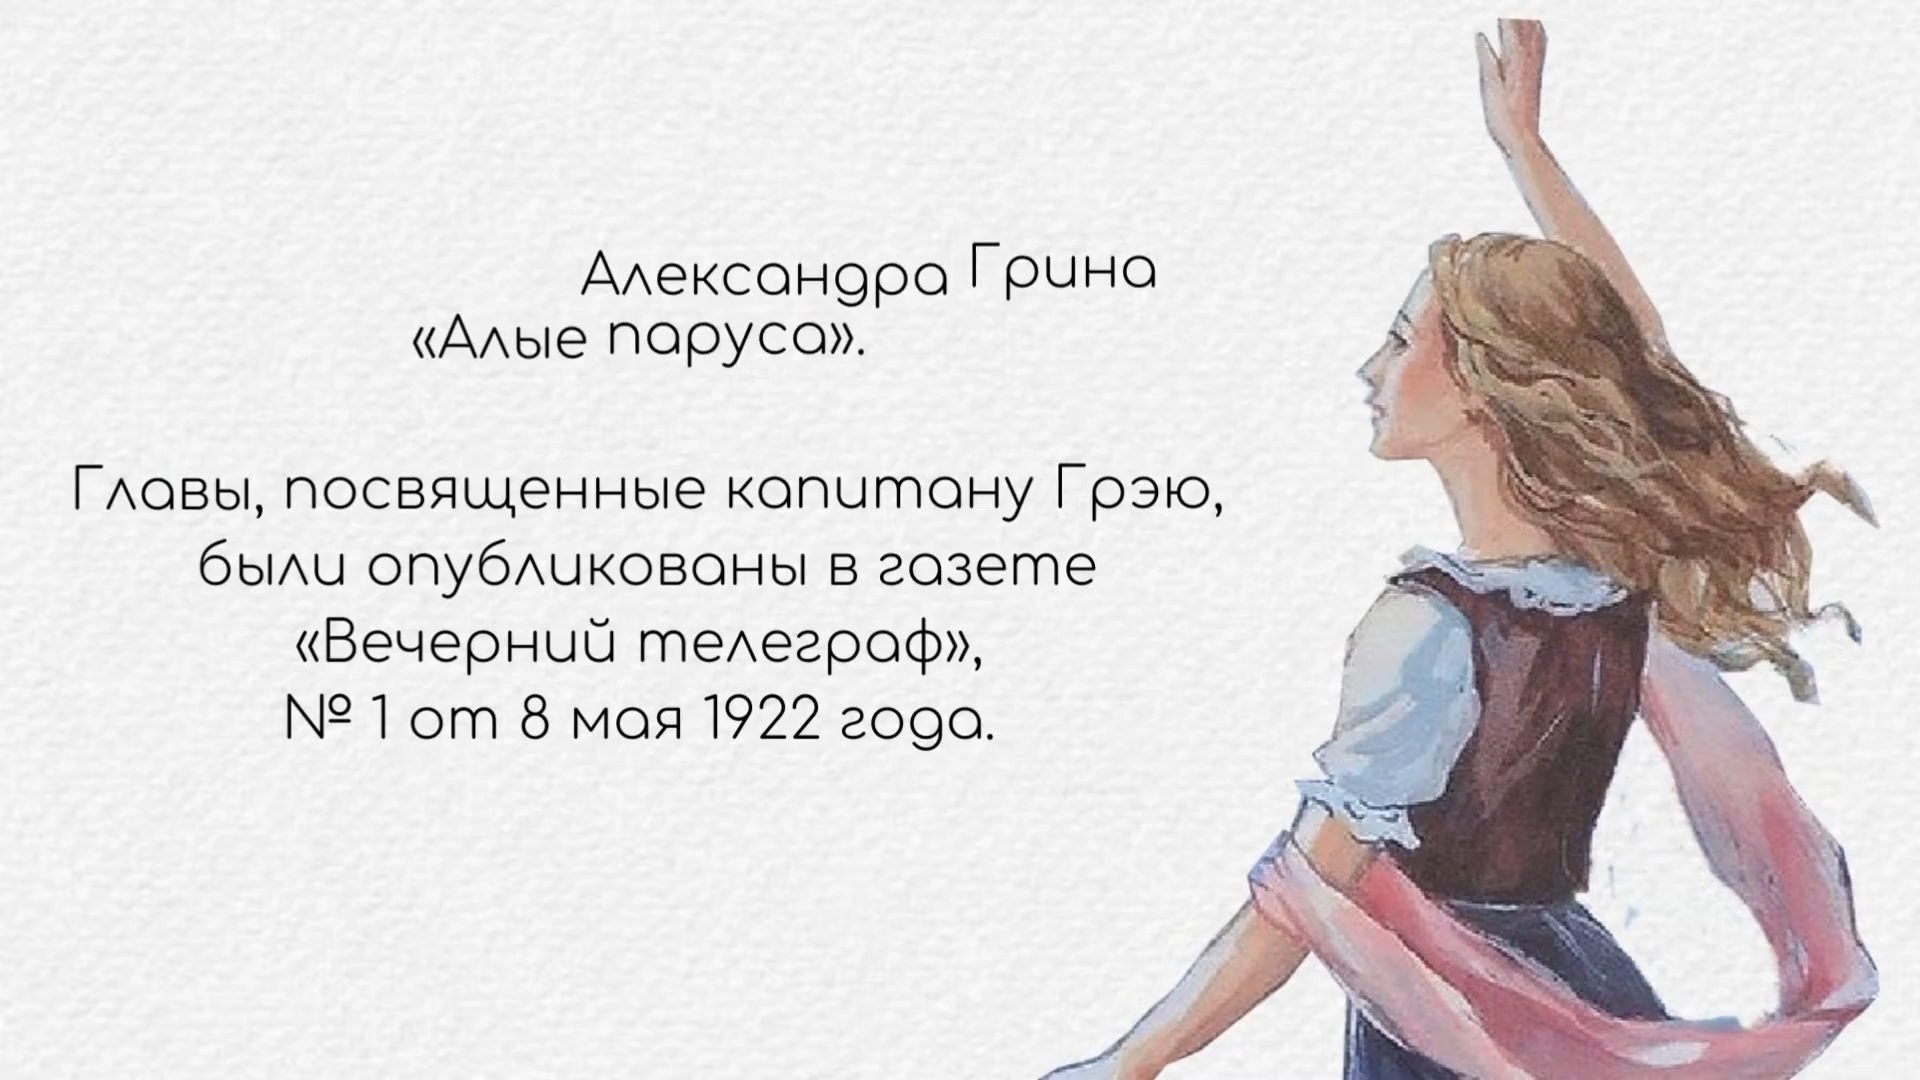 Александра Грина
«Алые паруса».
Главы, посвященные капитану Грэю,
были опубликованы в газете
«Вечерний телеграф»,
№ 1 от 8 мая 1922 года.